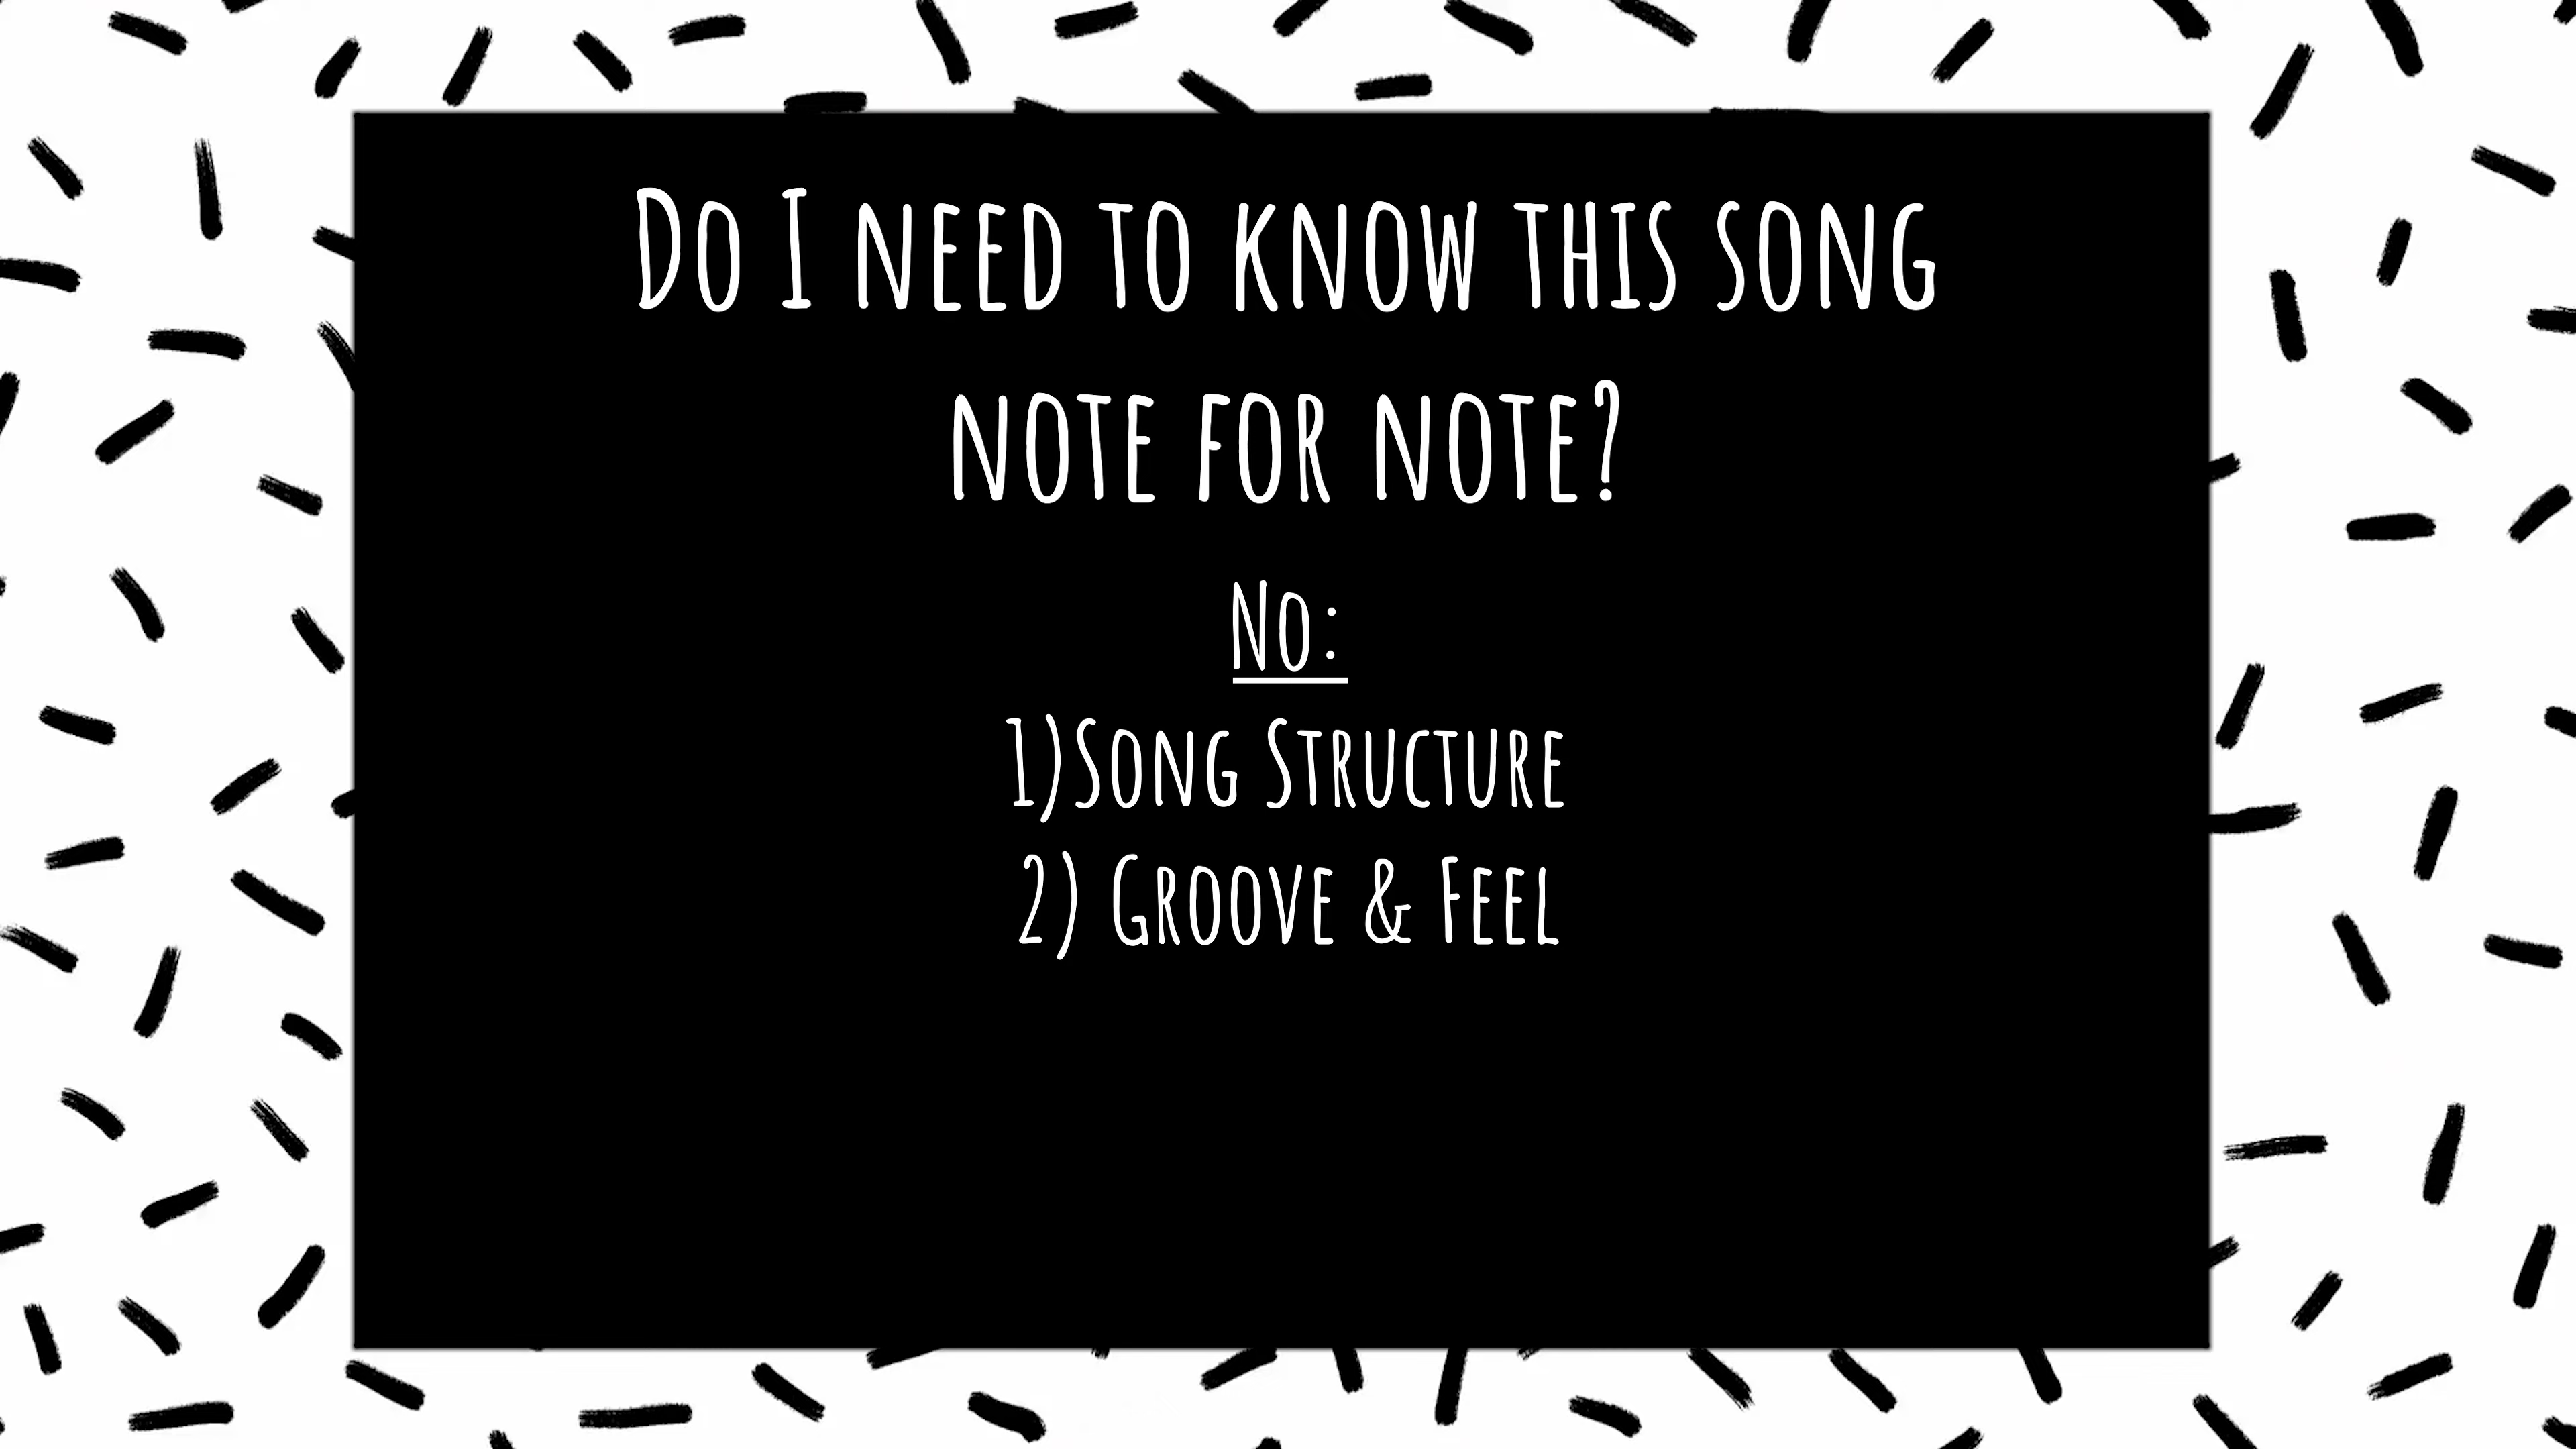 Do I need to know this song
note for note?
No:
1)Song Structure
2) Groove & Feel